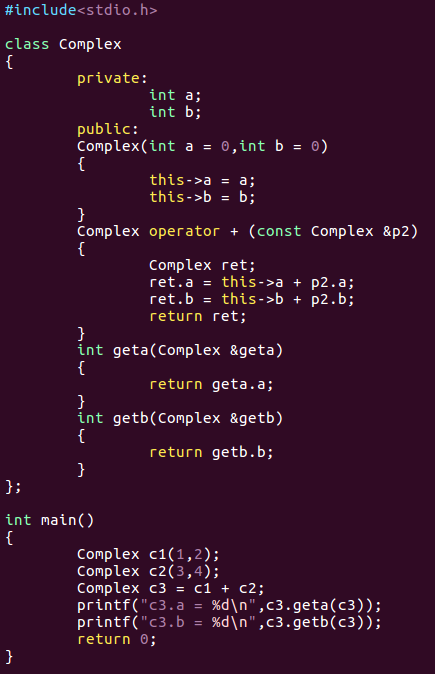 #include<stdio.h>
class Complex
{
private:
int a;
int b;
public:
Complex(int a = 0,int b = 0)
{
this->a = a;
this->b = b;
}
Complex operator + (const Complex &p2)
{
Complex ret;
ret.a = this->a + p2.a;
ret.b = this->b + p2.b;
return ret;
}
int geta(Complex &geta)
{
return geta.a;
}
int getb(Complex &getb)
{
return getb.b;
}
};
int main()
{
Complex c1(1,2);
Complex c2(3,4);
Complex c3 = c1 + c2;
printf("c3.a = %d\n",c3.geta(c3));
printf("c3.b = %d\n",c3.getb(c3));
return 0;
}